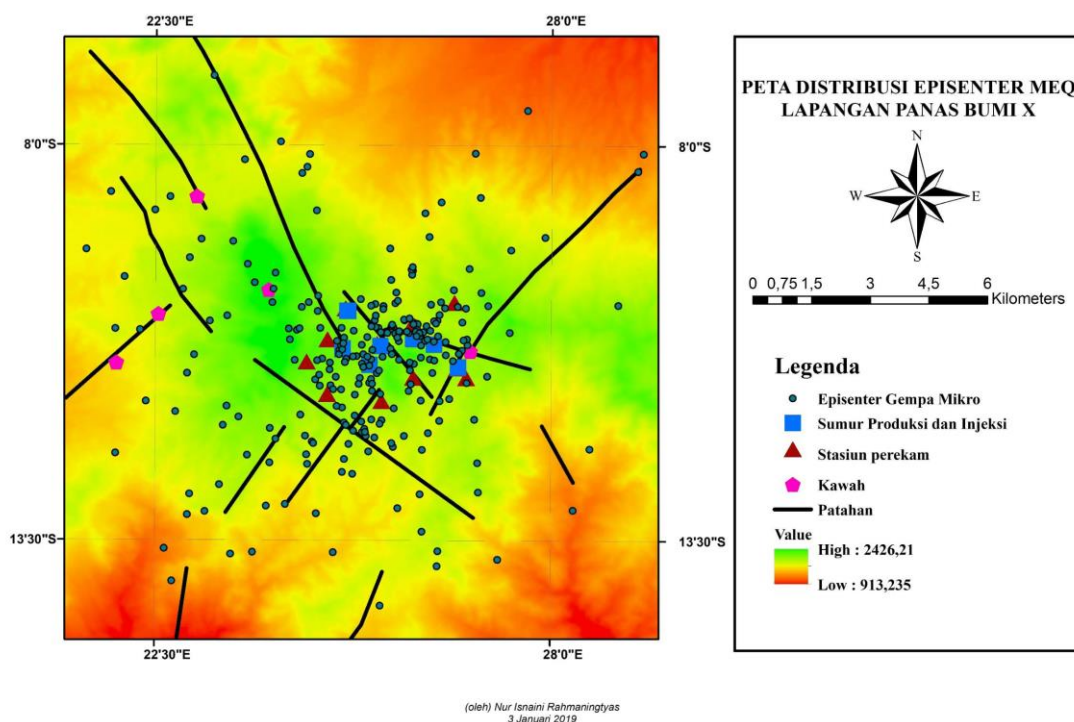 22'30"E
28'0"E
8'0"S
8'0"S
13'30"S
13'30"S
22'30"E
28'0"E
PETA DISTRIBUSI EPISENTER MEQ
LAPANGAN PANAS BUMI X
N
W
E
S
0 0,75 1,5 3 4,5 6
Kilometers
Legenda
Episenter Gempa Mikro
Sumur Produksi dan Injeksi
Stasiun perekam
Kawah
Patahan
Value
High : 2426,21
Low : 913,235
(oleh) Nur Isnaini Rahmaningtyas
3 Januari 2019